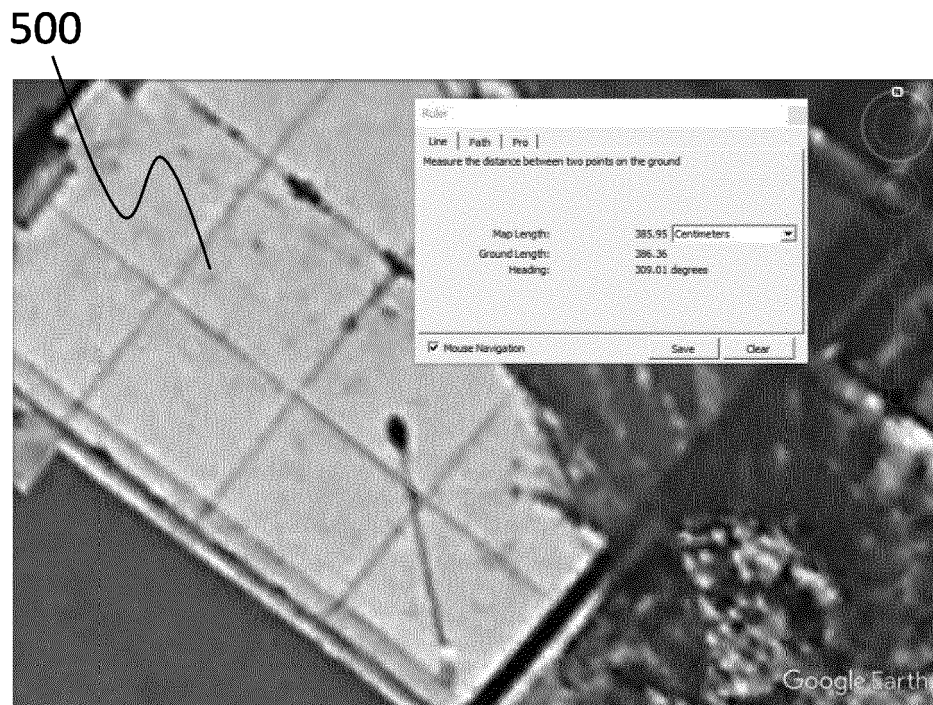 500
Ruler
Line | Path | Pro |
Measure the distance between two points on the ground
Map Length: 385.95 Centimeters
Ground Length: 386.36
Heading: 309.01 degrees
Mouse Navigation Save Clear
N
Google Earth